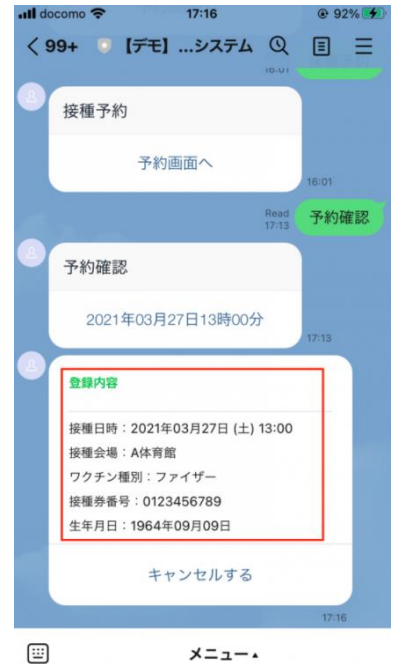 docomo 17:16 92%
99+ 【デモ】...システム
16:01
接種予約
予約画面へ
16:01
Read
17:13
予約確認
予約確認
2021年03月27日13時00分
17:13
登録内容
接種日時：2021年03月27日 (土) 13:00
接種会場：A体育館
ワクチン種別：ファイザー
接種券番号：0123456789
生年月日：1964年09月09日
キャンセルする
17:16
メニュー▲